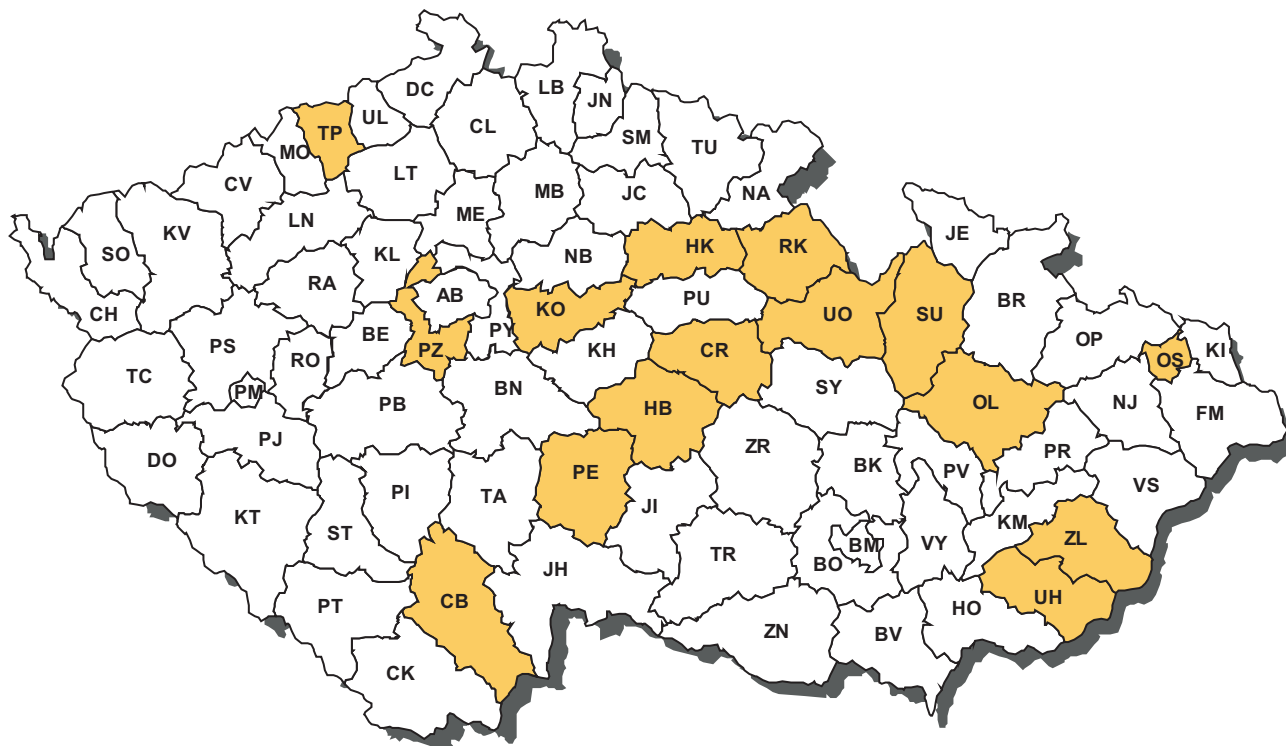 DC
LB
JN
UL
TP
CL
SM
TU
MO
LT
CV
MB
JC
NA
ME
LN
KV
SO
JE
HK
RK
KL
NB
RA
AB
PU
BR
CH
KO
UO
SU
PY
BE
PS
RO
PZ
KH
CR
OP
OS
KI
TC
PM
PB
BN
SY
HB
OL
NJ
FM
PJ
ZR
PR
DO
BK
PV
VS
PE
PI
TA
JI
KT
ST
KM
ZL
BM
VY
TR
BO
JH
CB
UH
PT
HO
ZN
BV
CK